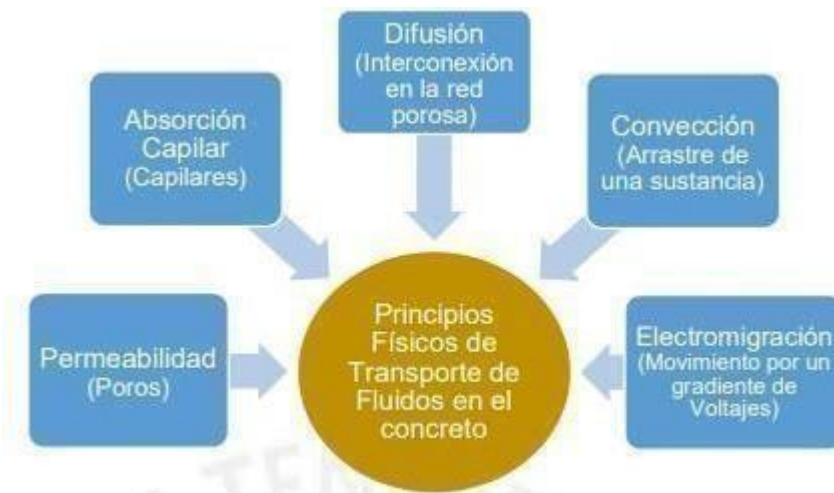 Difusión
(Interconexión
en la red
porosa)
Absorción
Capilar
(Capilares)
Convección
(Arrastre de
una sustancia)
Permeabilidad
(Poros)
Principios
Físicos de
Transporte de
Fluidos en el
concreto
Electromigración
(Movimiento por un
gradiente de
Voltajes)